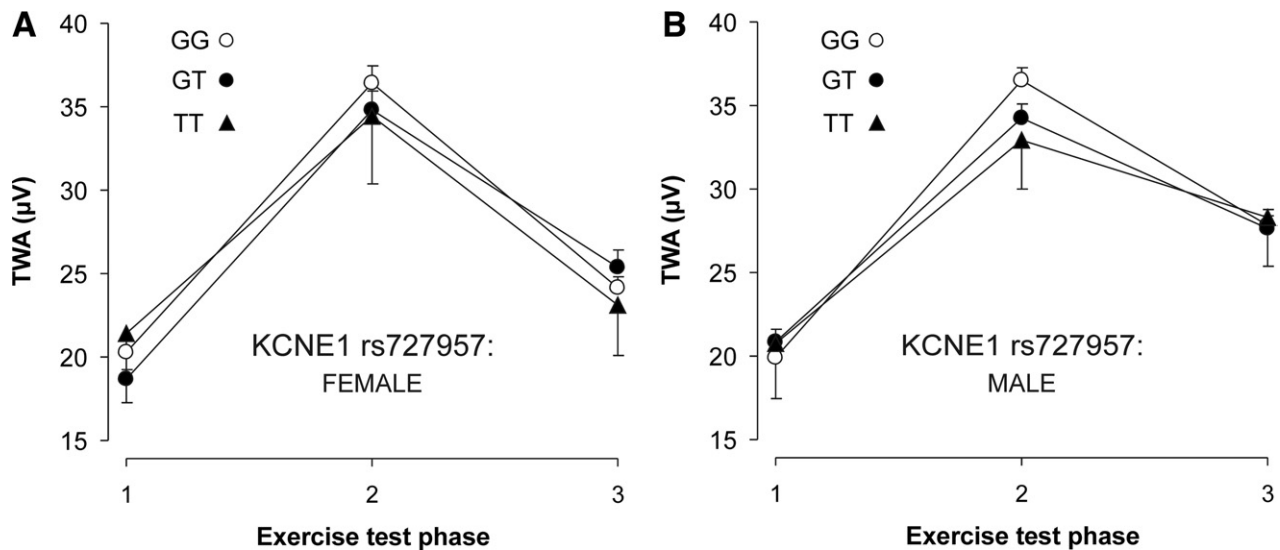 A
40
35
30
25
20
15
TWA (µV)
GG
GT
TT
KCNE1 rs727957:
FEMALE
1 2 3
Exercise test phase
B
40
35
30
25
20
15
TWA (µV)
GG
GT
TT
KCNE1 rs727957:
MALE
1 2 3
Exercise test phase